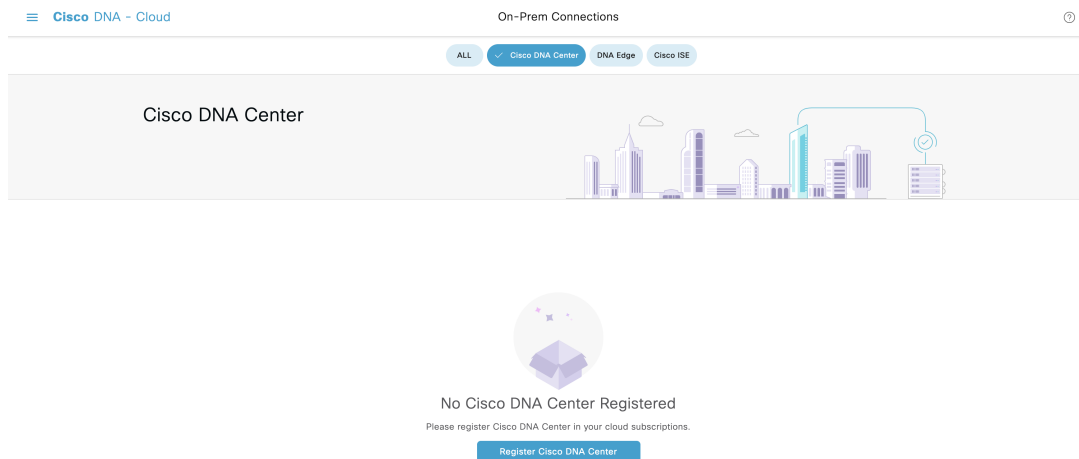 Cisco DNA - Cloud
On-Prem Connections
ALL
Cisco DNA Center
DNA Edge
Cisco ISE
Cisco DNA Center
No Cisco DNA Center Registered
Please register Cisco DNA Center in your cloud subscriptions.
Register Cisco DNA Center